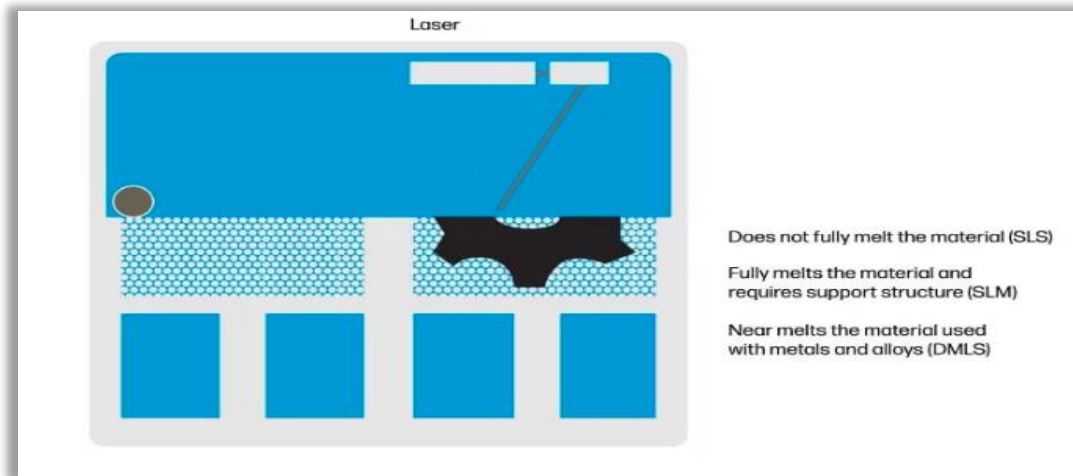 Laser
Does not fully melt the material (SLS)
Fully melts the material and
requires support structure (SLM)
Near melts the material used
with metals and alloys (DMLS)